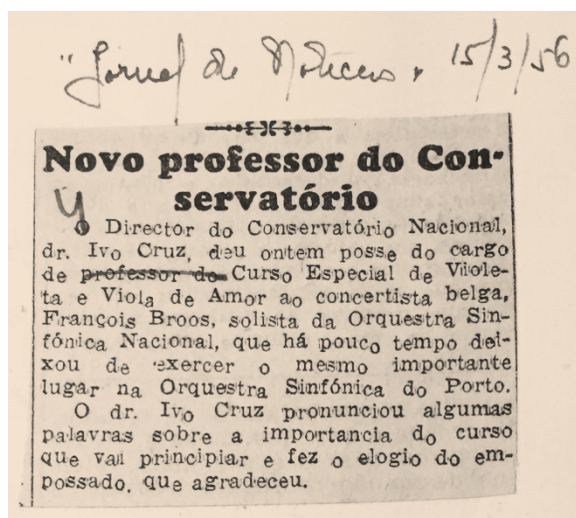 "Jornal de Notícias, 15/3/56
Novo professor do Con-
servatório
O Director do Conservatório Nacional,
dr. Ivo Cruz, deu ontem posse do cargo
de professor do Curso Especial de Viole-
ta e Viola de Amor ao concertista belga,
François Broos, solista da Orquestra Sin-
fónica Nacional, que há pouco tempo dei-
xou de exercer o mesmo importante
lugar na Orquestra Sinfónica do Porto.
O dr. Ivo Cruz pronunciou algumas
palavras sobre a importancia do curso
que vai principiar e fez o elogio do em-
possado, que agradeceu.